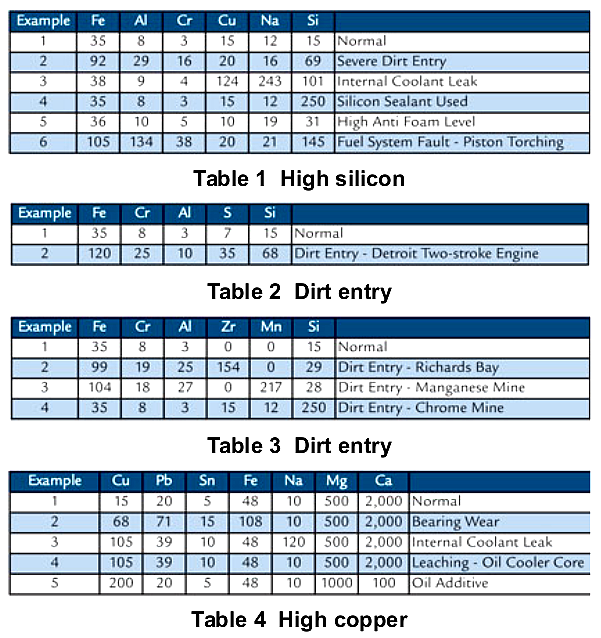 Example Fe Al Cr Cu Na Si
1 35 8 3 15 12 15 Normal
2 92 29 16 20 16 69 Severe Dirt Entry
3 38 9 4 124 243 101 Internal Coolant Leak
4 35 8 3 15 12 250 Silicon Sealant Used
5 36 10 5 10 19 31 High Anti Foam Level
6 105 134 38 20 21 145 Fuel System Fault - Piston Torching
Table 1 High silicon
Example Fe Cr Al S Si
1 35 8 3 7 15 Normal
2 120 25 10 35 68 Dirt Entry - Detroit Two-stroke Engine
Table 2 Dirt entry
Example Fe Cr Al Zr Mn Si
1 35 8 3 0 0 15 Normal
2 99 19 25 154 0 29 Dirt Entry - Richards Bay
3 104 18 27 0 217 28 Dirt Entry - Manganese Mine
4 35 8 3 15 12 250 Dirt Entry - Chrome Mine
Table 3 Dirt entry
Example Cu Pb Sn Fe Na Mg Ca
1 15 20 5 48 10 500 2,000 Normal
2 68 71 15 108 10 500 2,000 Bearing Wear
3 105 39 10 48 120 500 2,000 Internal Coolant Leak
4 105 39 10 48 10 500 2,000 Leaching - Oil Cooler Core
5 200 20 5 48 10 1000 100 Oil Additive
Table 4 High copper